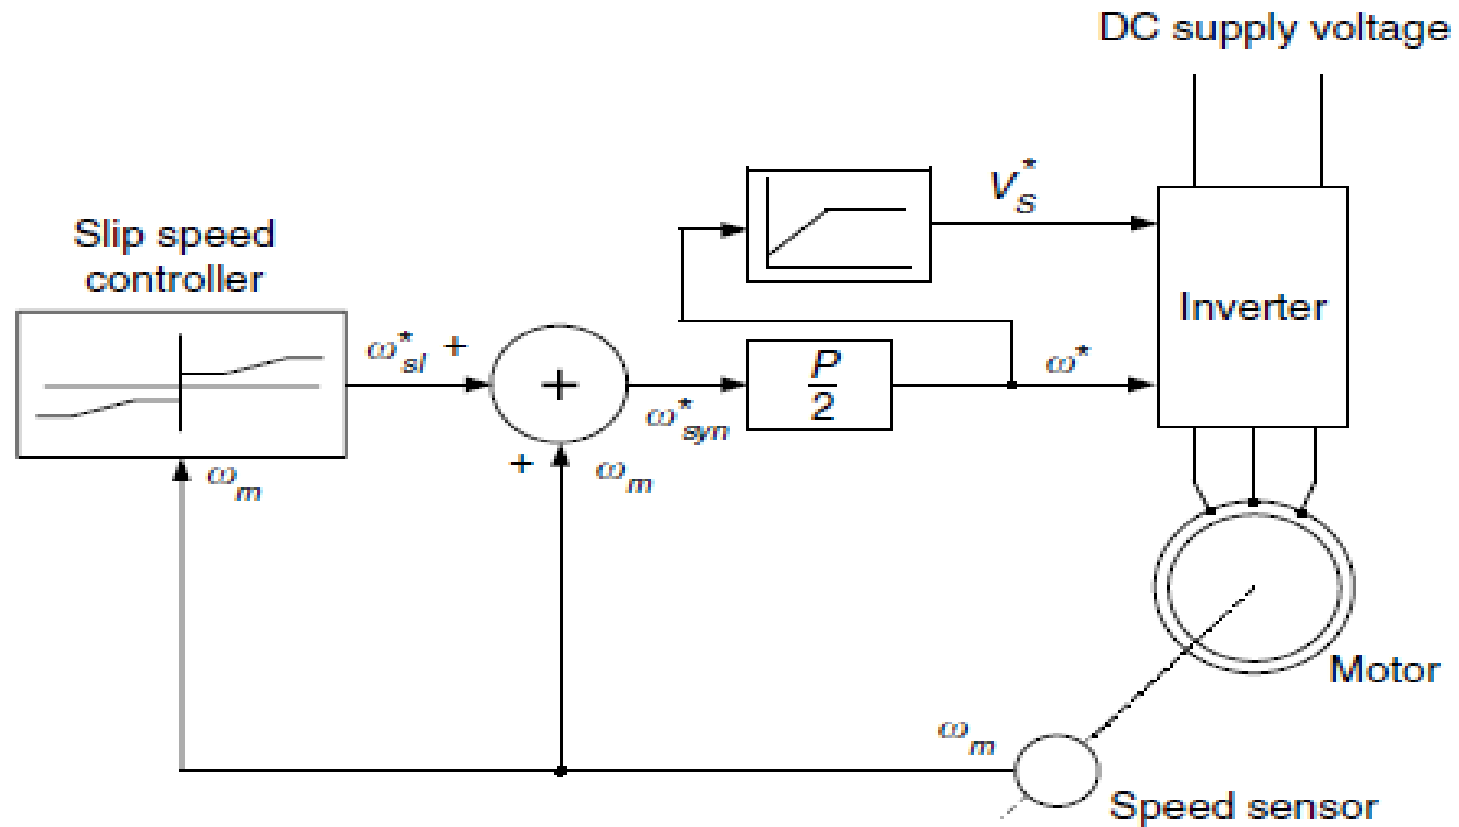 DC supply voltage
V*S
Slip speed
controller
Inverter
ω*sl +
+
P
2
ω*
ω*syn
+
ωm
ωm
Motor
ωm
Speed sensor